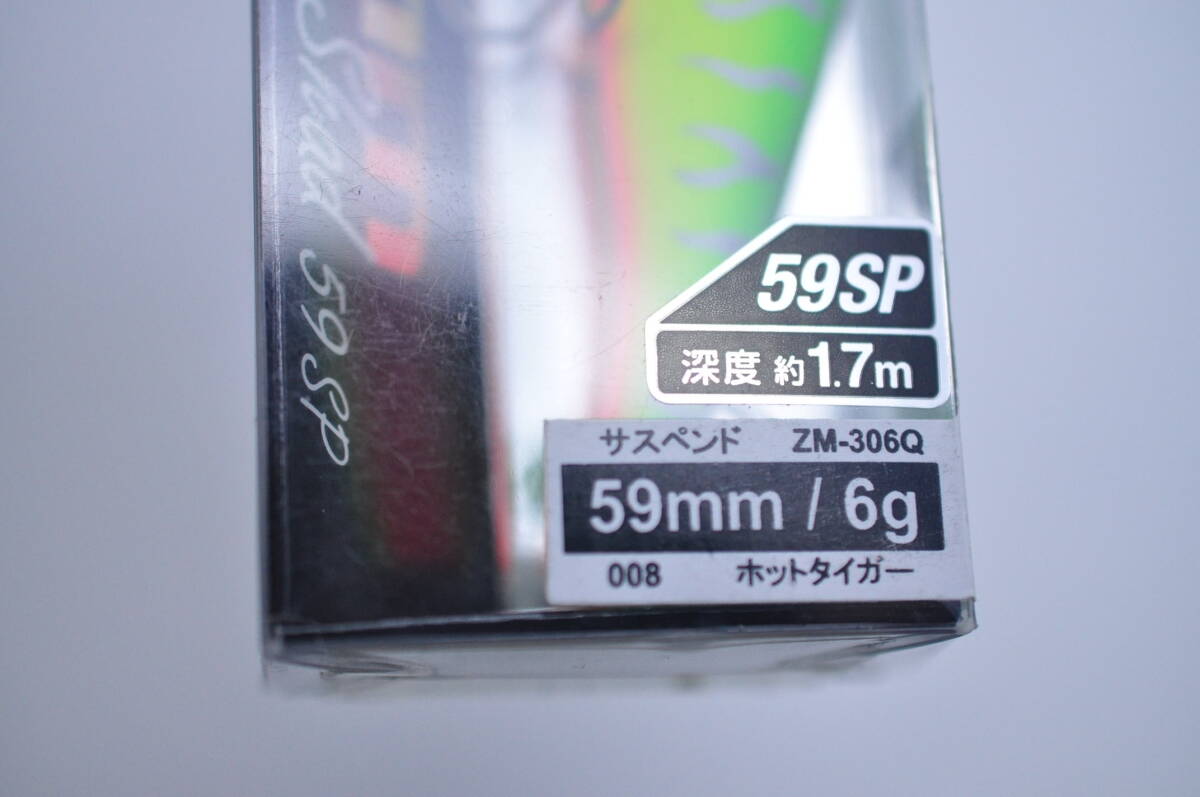 Shad 59SP
59SP
深度 約1.7m
サスペンド ZM-306Q
59mm / 6g
008 ホットタイガー